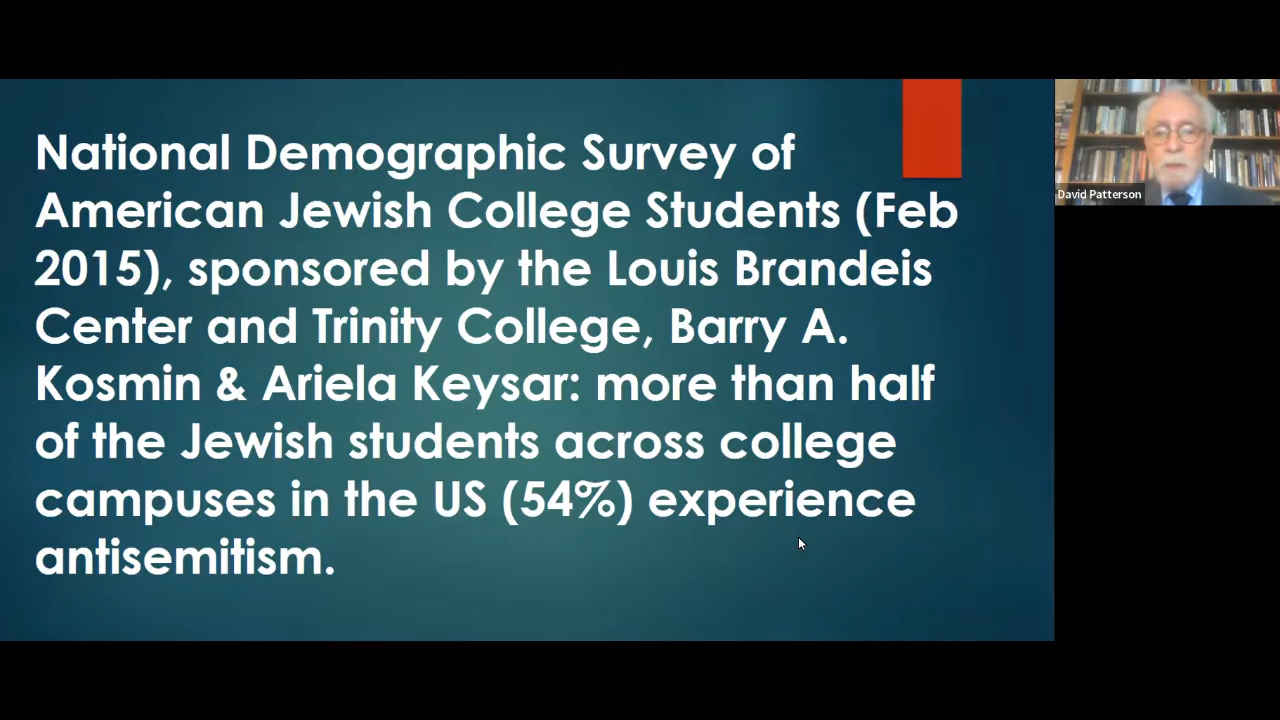 National Demographic Survey of
American Jewish College Students (Feb
2015), sponsored by the Louis Brandeis
Center and Trinity College, Barry A.
Kosmin & Ariela Keysar: more than half
of the Jewish students across college
campuses in the US (54%) experience
antisemitism.
David Patterson